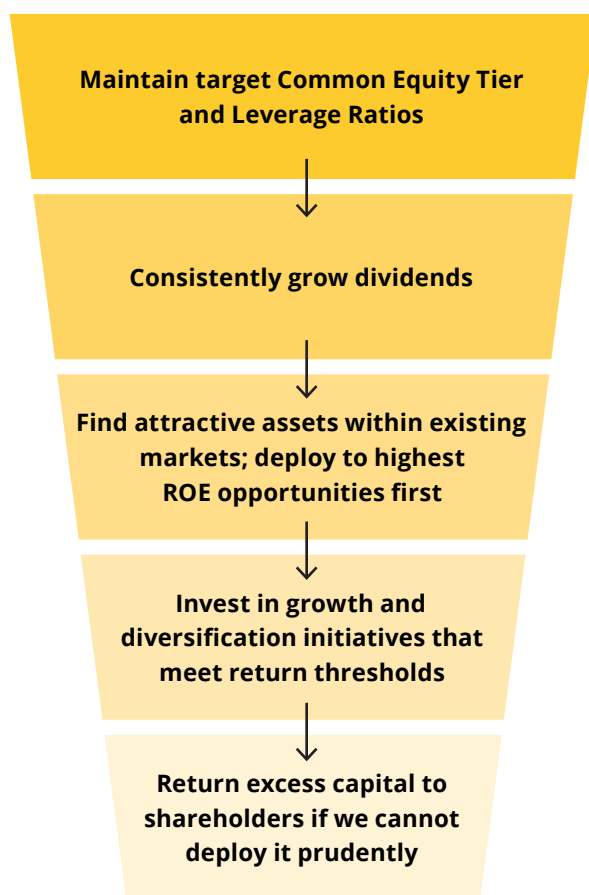 Maintain target Common Equity Tier
and Leverage Ratios
Consistently grow dividends
Find attractive assets within existing
markets; deploy to highest
ROE opportunities first
Invest in growth and
diversification initiatives that
meet return thresholds
Return excess capital to
shareholders if we cannot
deploy it prudently